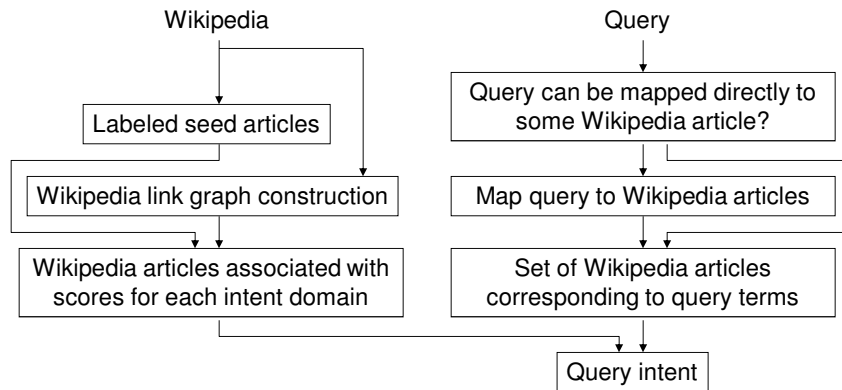 Wikipedia
Query
Labeled seed articles
Query can be mapped directly to
some Wikipedia article?
Wikipedia link graph construction
Map query to Wikipedia articles
Wikipedia articles associated with
scores for each intent domain
Set of Wikipedia articles
corresponding to query terms
Query intent